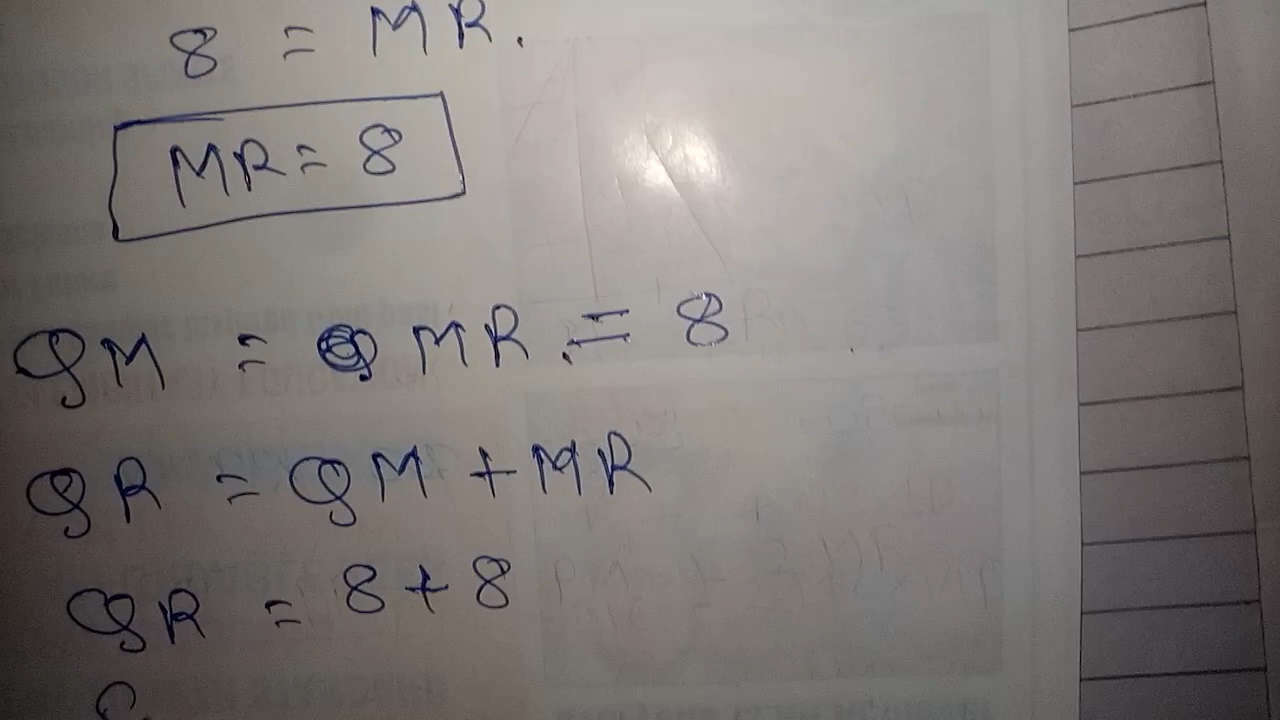 8 = MR.
MR = 8
QM = MR. = 8
QR = QM + MR
QR = 8 + 8